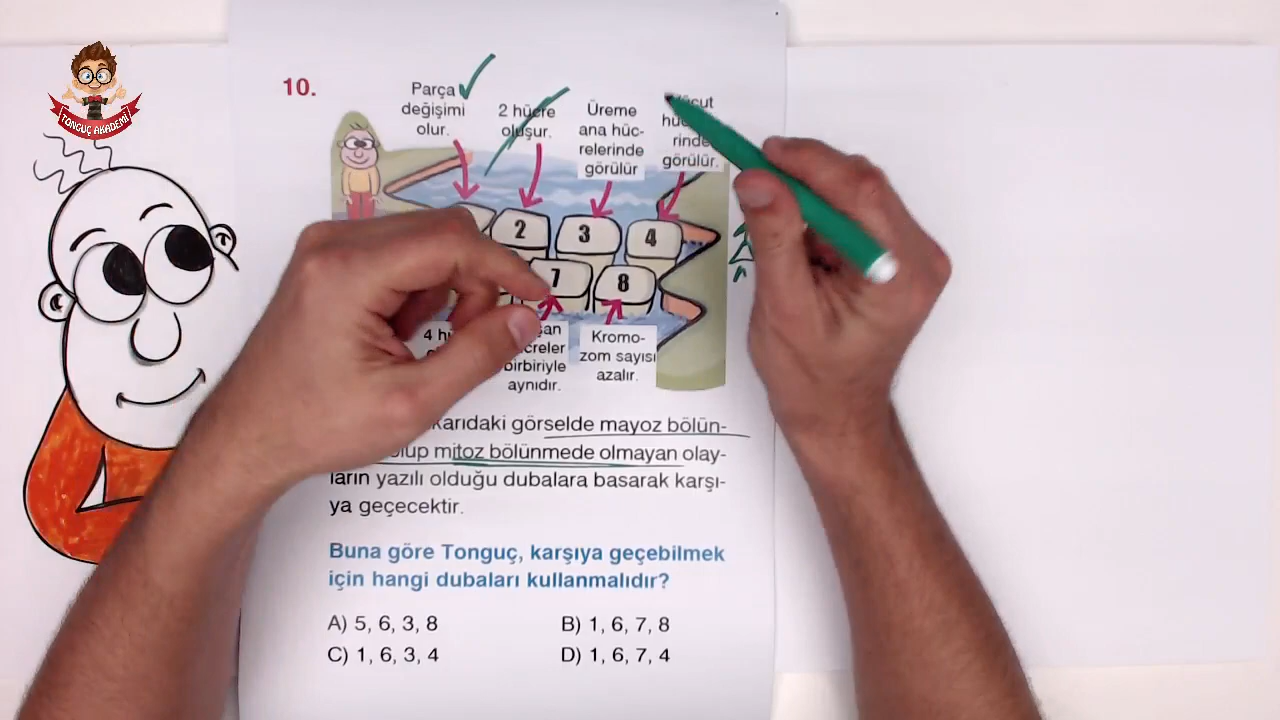 TONGUÇ AKADEMİ
10.
Parça
değişimi
olur.
2 hücre
oluşur.
Üreme
ana hüc-
relerinde
görülür
görülür.
2
3
4
7
8
4
birbiriyle
aynıdır.
Kromo-
zom sayısı
azalır.
görselde mayoz bölün-
mitoz bölünmede olmayan olay-
ların yazılı olduğu dubalara basarak karşı-
ya geçecektir.
Buna göre Tonguç, karşıya geçebilmek
için hangi dubaları kullanmalıdır?
A) 5, 6, 3, 8
B) 1, 6, 7, 8
C) 1, 6, 3, 4
D) 1, 6, 7, 4